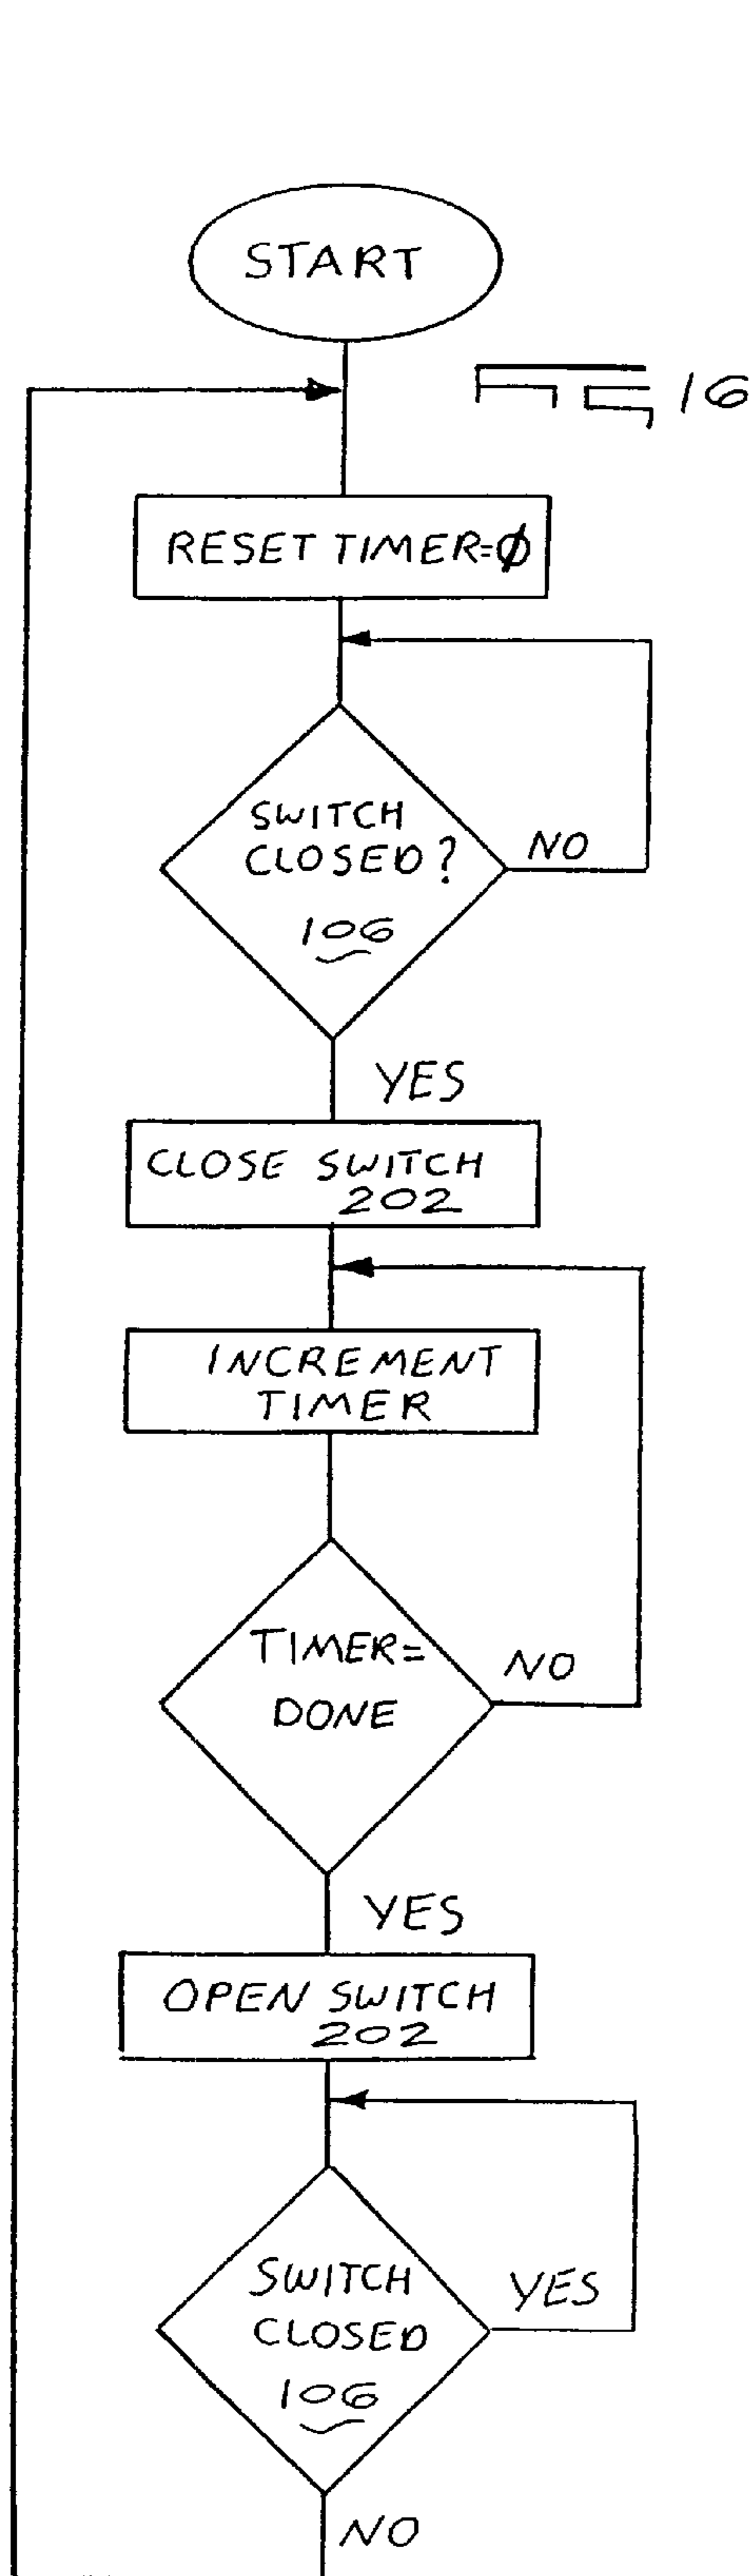 START
FIG 16
RESET TIMER=Ø
SWITCH
CLOSED?
NO
106
YES
CLOSE SWITCH
202
INCREMENT
TIMER
TIMER=
NO
DONE
YES
OPEN SWITCH
202
SWITCH
YES
CLOSED
106
NO